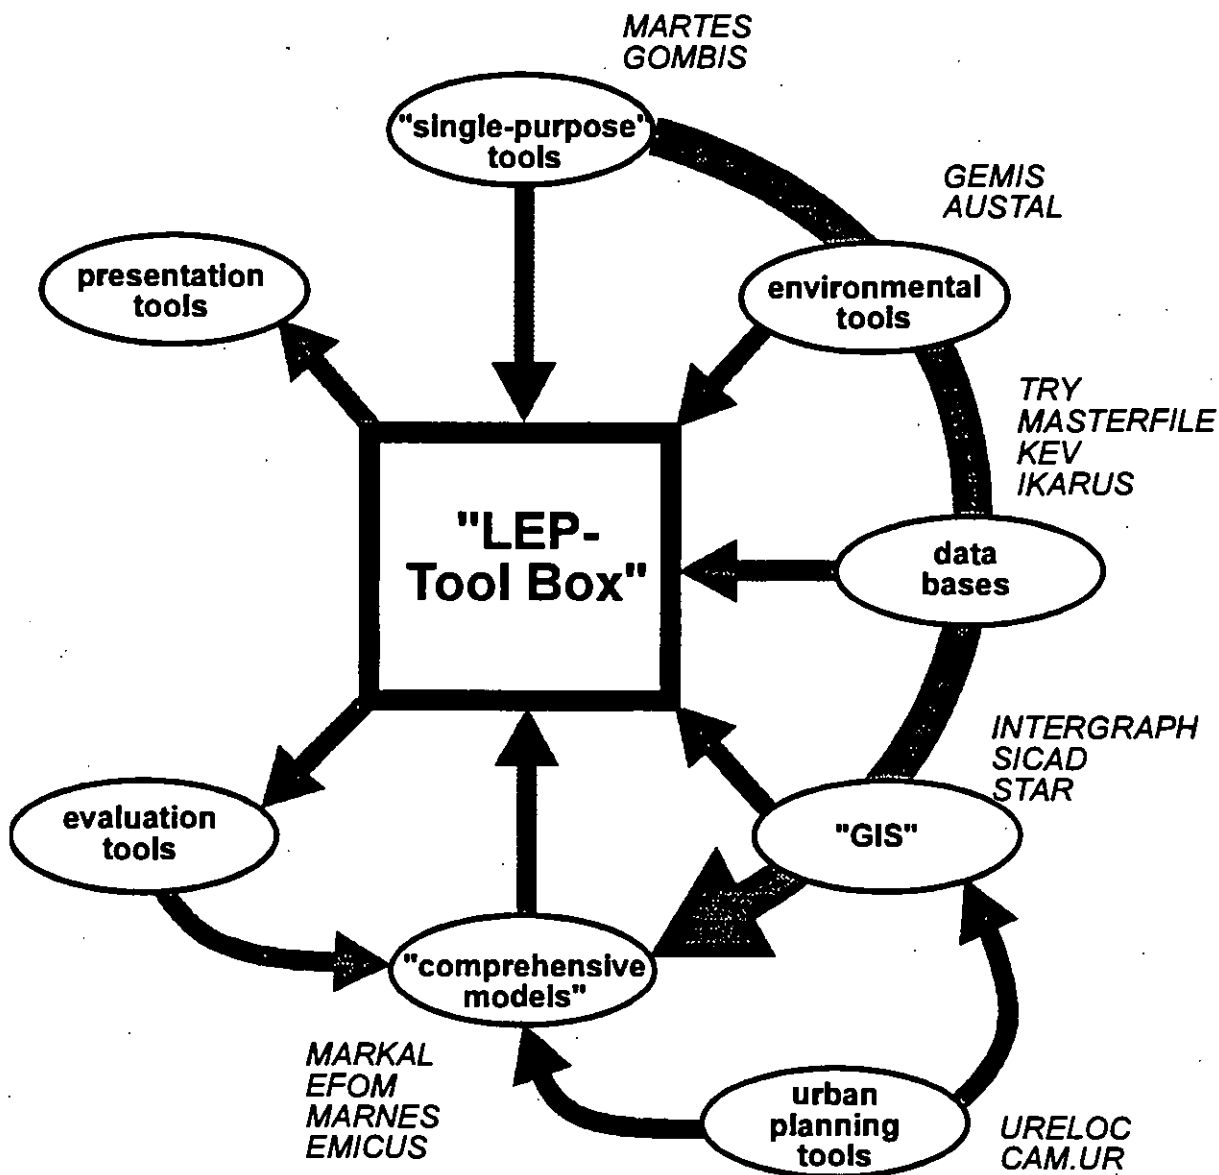 MARTES
GOMBIS
"single-purpose"
tools
GEMIS
AUSTAL
presentation
tools
environmental
tools
TRY
MASTERFILE
KEV
IKARUS
"LEP-
Tool Box"
data
bases
INTERGRAPH
SICAD
STAR
evaluation
tools
"GIS"
"comprehensive
models"
MARKAL
EFOM
MARNES
EMICUS
urban
planning
tools
URELOC
CAM.UR